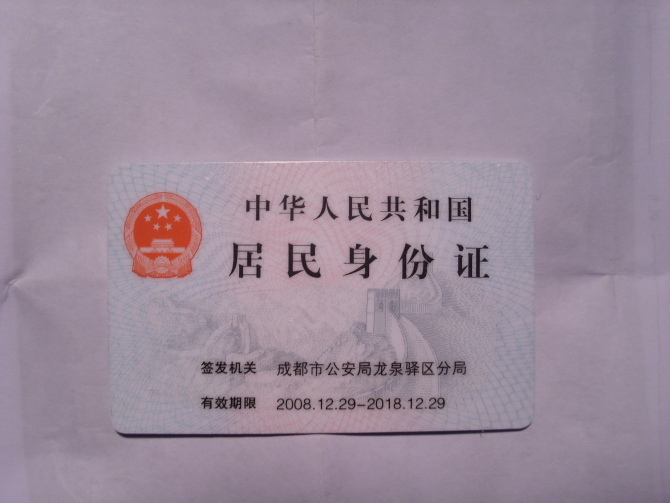 中华人民共和国
居民身份证
签发机关 成都市公安局龙泉驿区分局
有效期限 2008.12.29-2018.12.29